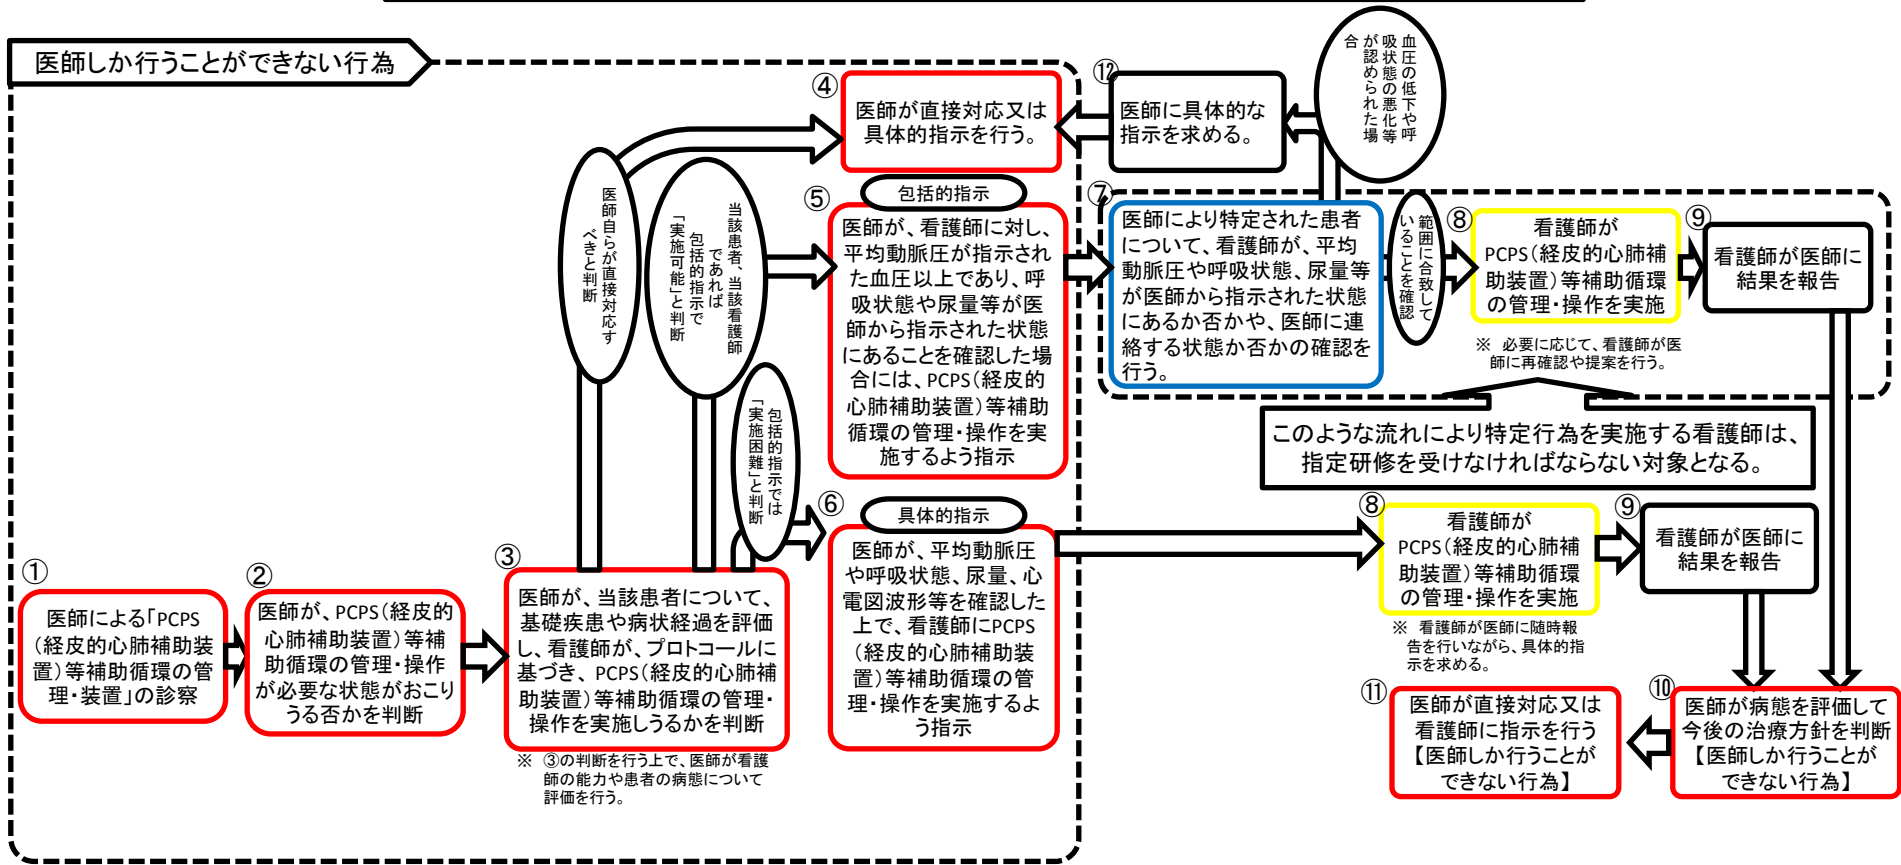 医師しか行うことができない行為
①
医師による「PCPS
(経皮的心肺補助装
置)等補助循環の管
理・装置」の診察
②
医師が、PCPS(経皮的
心肺補助装置)等補
助循環の管理・操作
が必要な状態がおこり
うる否かを判断
③
医師が、当該患者について、
基礎疾患や病状経過を評価
し、看護師が、プロトコールに
基づき、PCPS(経皮的心肺補
助装置)等補助循環の管理・
操作を実施しうるかを判断
※ ③の判断を行う上で、医師が看護
師の能力や患者の病態について
評価を行う。
医師自らが直接対応す
べきと判断
当該患者、当該看護師
であれば
包括的指示で
「実施可能」と判断
包括的指示では
「実施困難」と判断
④
医師が直接対応又は
具体的指示を行う。
⑤
包括的指示
医師が、看護師に対し、
平均動脈圧が指示され
た血圧以上であり、呼
吸状態や尿量等が医
師から指示された状態
にあることを確認した場
合には、PCPS(経皮的
心肺補助装置)等補助
循環の管理・操作を実
施するよう指示
⑥
具体的指示
医師が、平均動脈圧
や呼吸状態、尿量、心
電図波形等を確認した
上で、看護師にPCPS
(経皮的心肺補助装
置)等補助循環の管
理・操作を実施するよ
う指示
⑫
医師に具体的な
指示を求める。
血圧の低下や呼
吸状態の悪化等
が認められた場
合
⑦
医師により特定された患者
について、看護師が、平均
動脈圧や呼吸状態、尿量等
が医師から指示された状態
にあるか否かや、医師に連
絡する状態か否かの確認を
行う。
範囲に合致して
いることを確認
⑧
看護師が
PCPS(経皮的心肺補
助装置)等補助循環
の管理・操作を実施
※ 必要に応じて、看護師が医
師に再確認や提案を行う。
⑨
看護師が医師に
結果を報告
このような流れにより特定行為を実施する看護師は、
指定研修を受けなければならない対象となる。
⑧
看護師が
PCPS(経皮的心肺補
助装置)等補助循環
の管理・操作を実施
※ 看護師が医師に随時報
告を行いながら、具体的指
示を求める。
⑨
看護師が医師に
結果を報告
⑩
医師が病態を評価して
今後の治療方針を判断
【医師しか行うことが
できない行為】
⑪
医師が直接対応又は
看護師に指示を行う
【医師しか行うことが
できない行為】